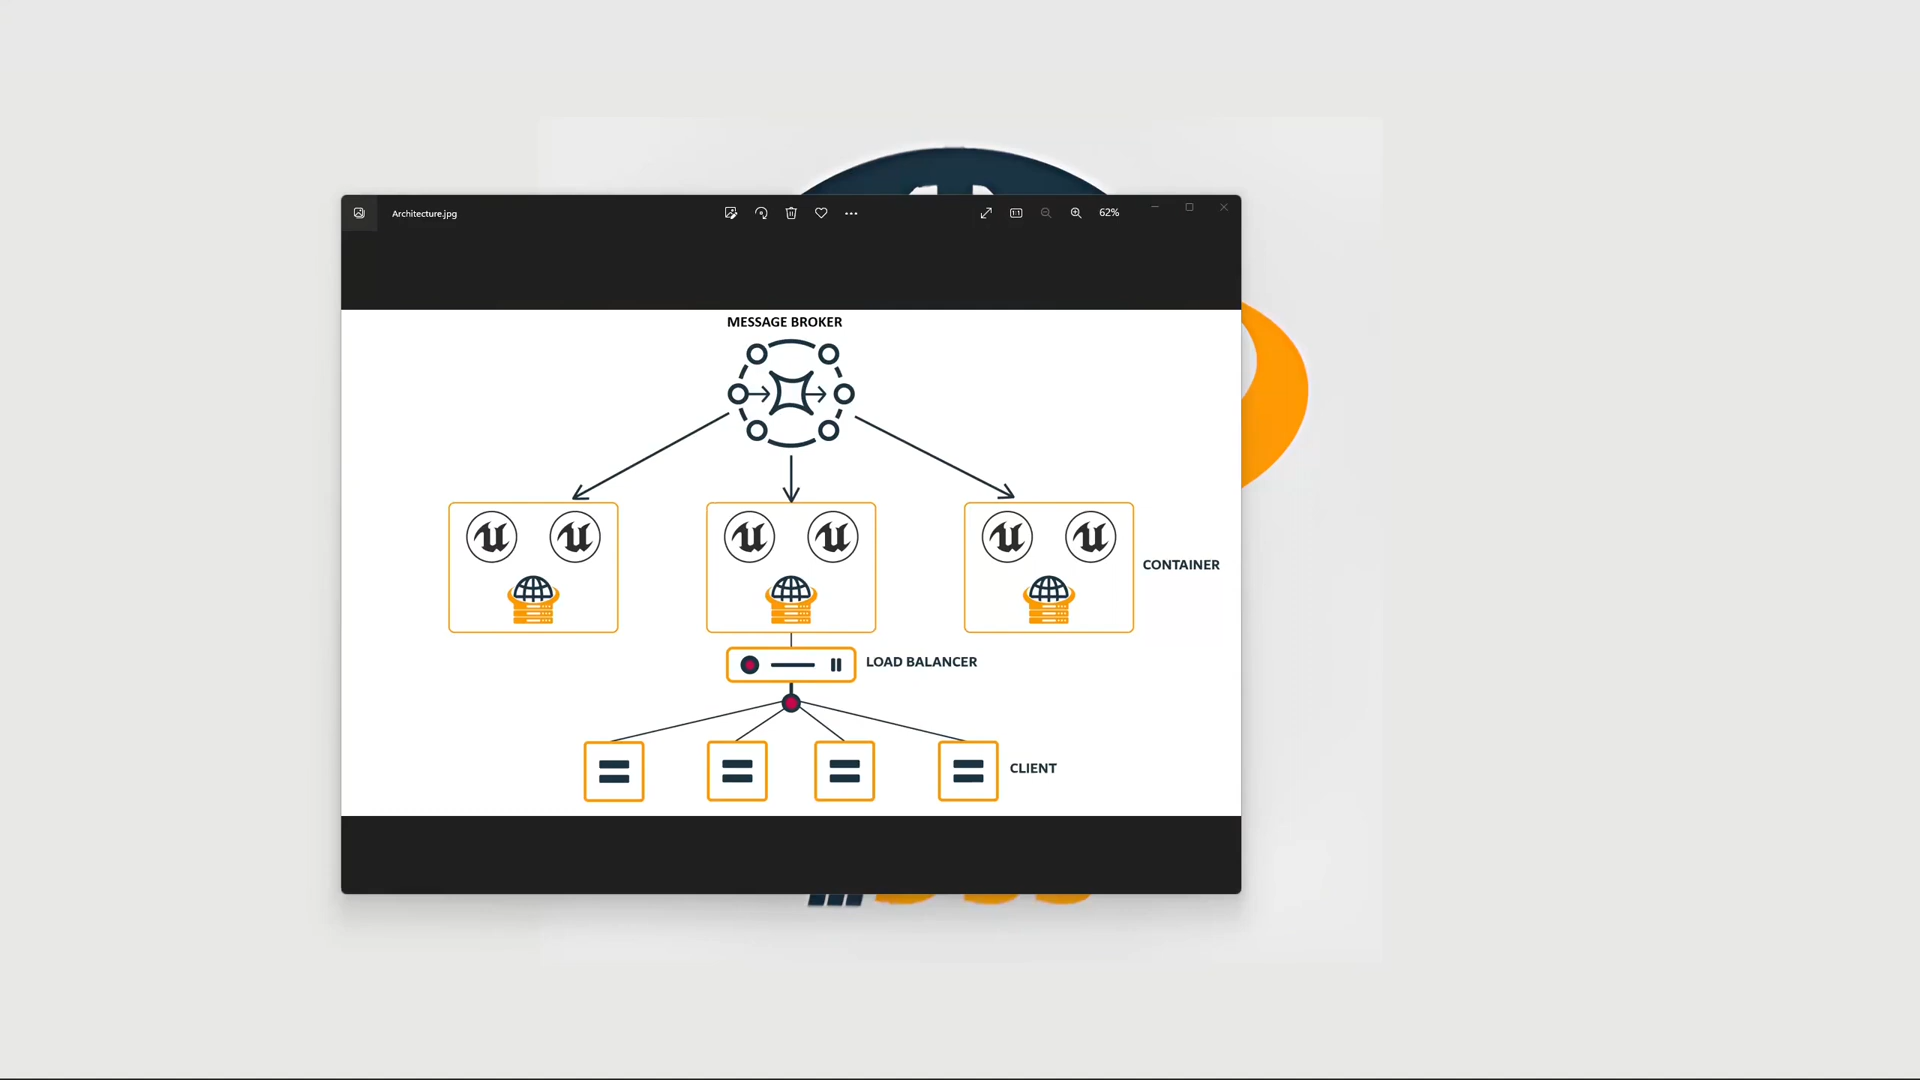 Architecture.jpg
62%
MESSAGE BROKER
CONTAINER
LOAD BALANCER
CLIENT